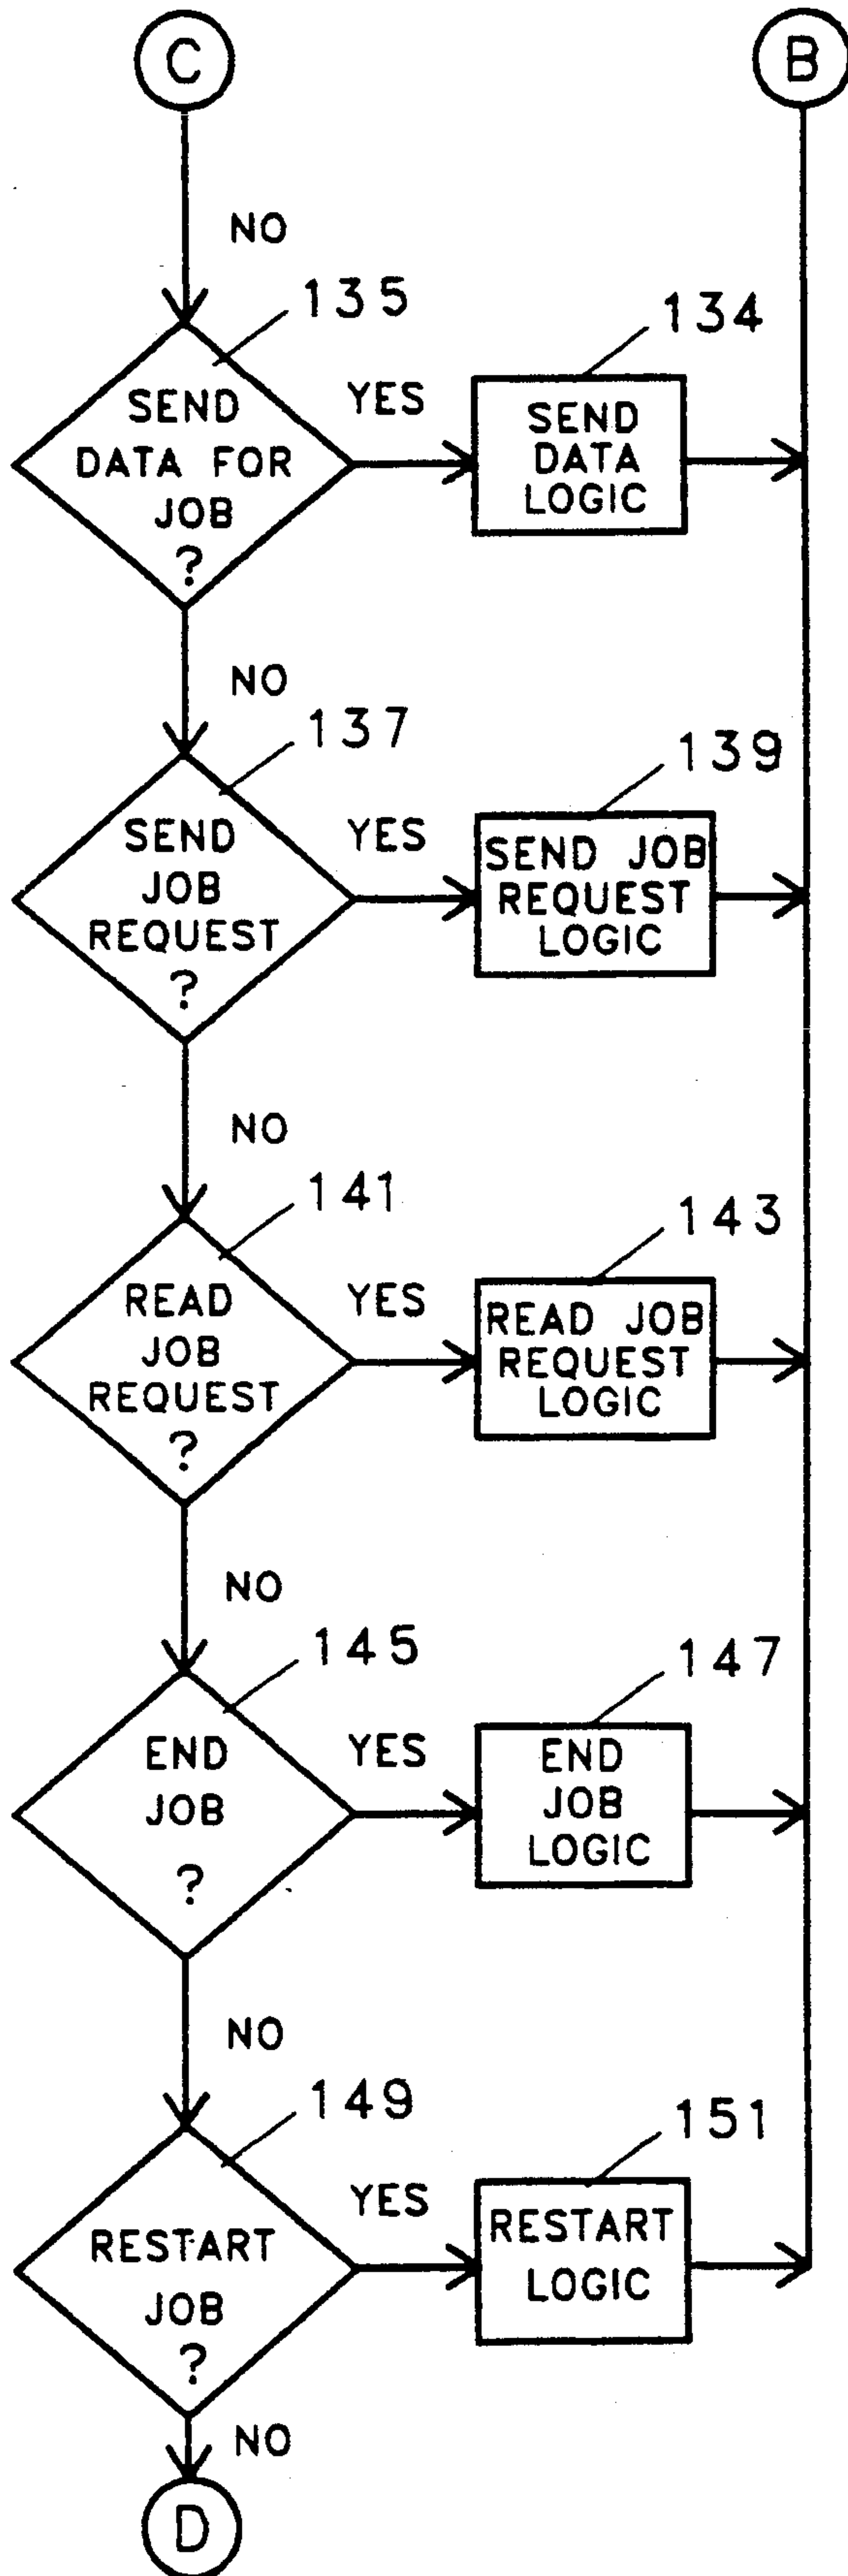 C
B
NO
135
134
SEND
DATA FOR
JOB
?
YES
SEND
DATA
LOGIC
NO
137
139
SEND
JOB
REQUEST
?
YES
SEND JOB
REQUEST
LOGIC
NO
141
143
READ
JOB
REQUEST
?
YES
READ JOB
REQUEST
LOGIC
NO
145
147
END
JOB
?
YES
END
JOB
LOGIC
NO
149
151
RESTART
JOB
?
YES
RESTART
LOGIC
NO
D